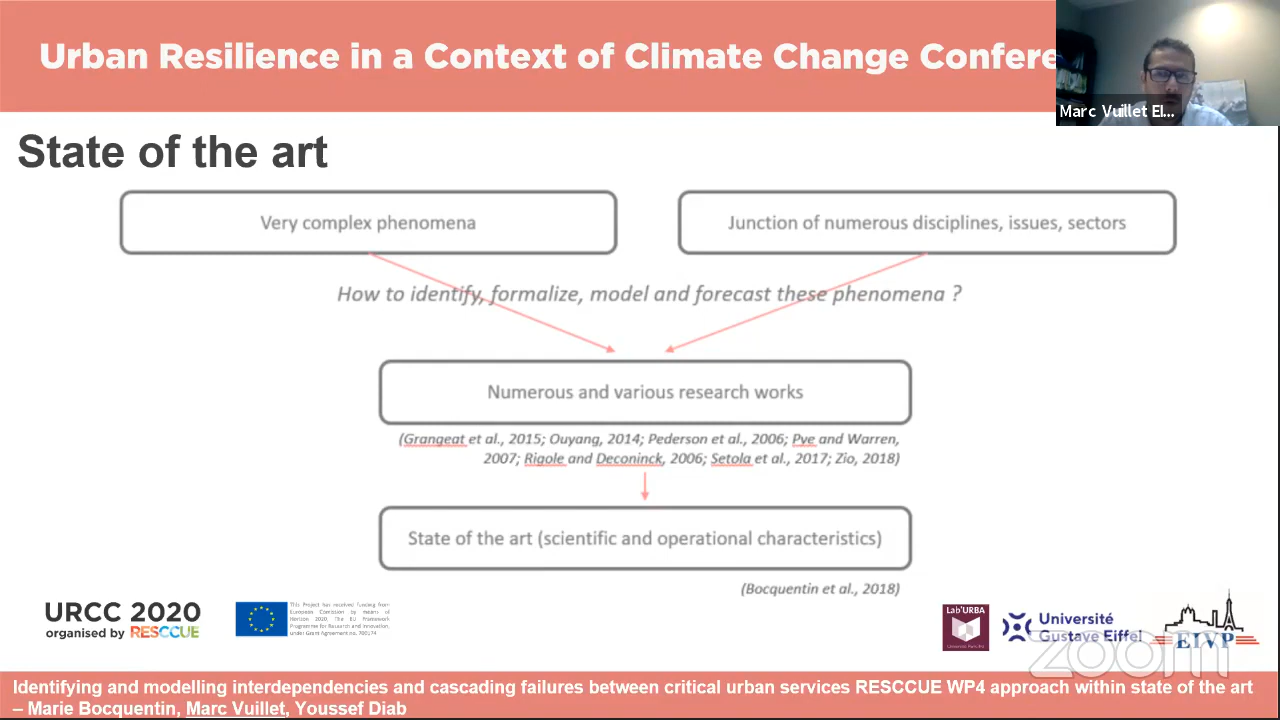 Urban Resilience in a Context of Climate Change Confere
Marc Vuillet EI...
State of the art
Very complex phenomena
Junction of numerous disciplines, issues, sectors
How to identify, formalize, model and forecast these phenomena ?
Numerous and various research works
(Grangeat et al., 2015; Ouyang, 2014; Pederson et al., 2006; Pye and Warren,
2007; Rigole and Deconinck, 2006; Setola et al., 2017; Zio, 2018)
State of the art (scientific and operational characteristics)
(Bocquentin et al., 2018)
URCC 2020
organised by RESCCUE
This Project has received funding from
European Comission by means of
Horizon 2020, The EU Framework
Programme for Research and Innovation,
under Grant Agreement no. 700174
Lab'URBA
Université
Gustave Eiffel
EIVP
zoom
Identifying and modelling interdependencies and cascading failures between critical urban services RESCCUE WP4 approach within state of the art
– Marie Bocquentin, Marc Vuillet, Youssef Diab